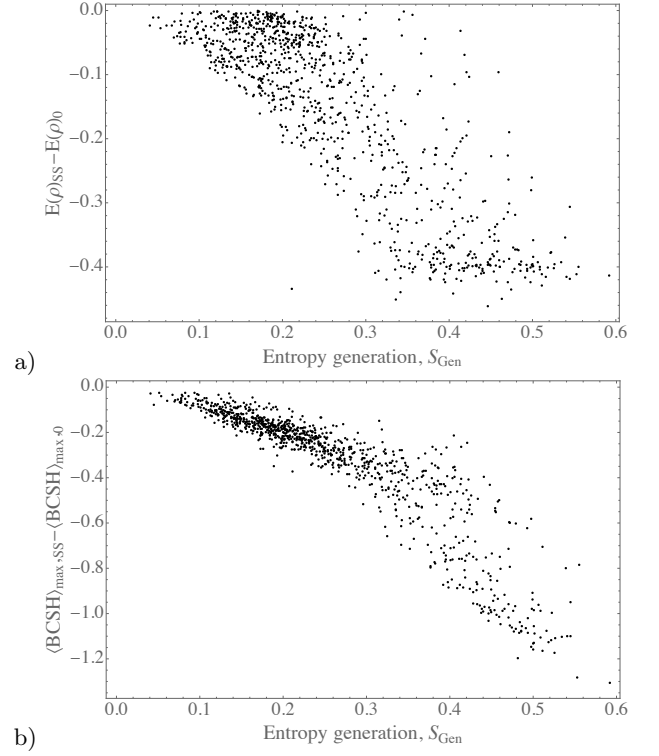 0.0
−0.1
−0.2
−0.3
−0.4
E(ρ)SS−E(ρ)0
0.0 0.1 0.2 0.3 0.4 0.5 0.6
Entropy generation, SGen
a)
0.0
−0.2
−0.4
−0.6
−0.8
−1.0
−1.2
⟨BCSH⟩max,SS−⟨BCSH⟩max,0
0.0 0.1 0.2 0.3 0.4 0.5 0.6
Entropy generation, SGen
b)